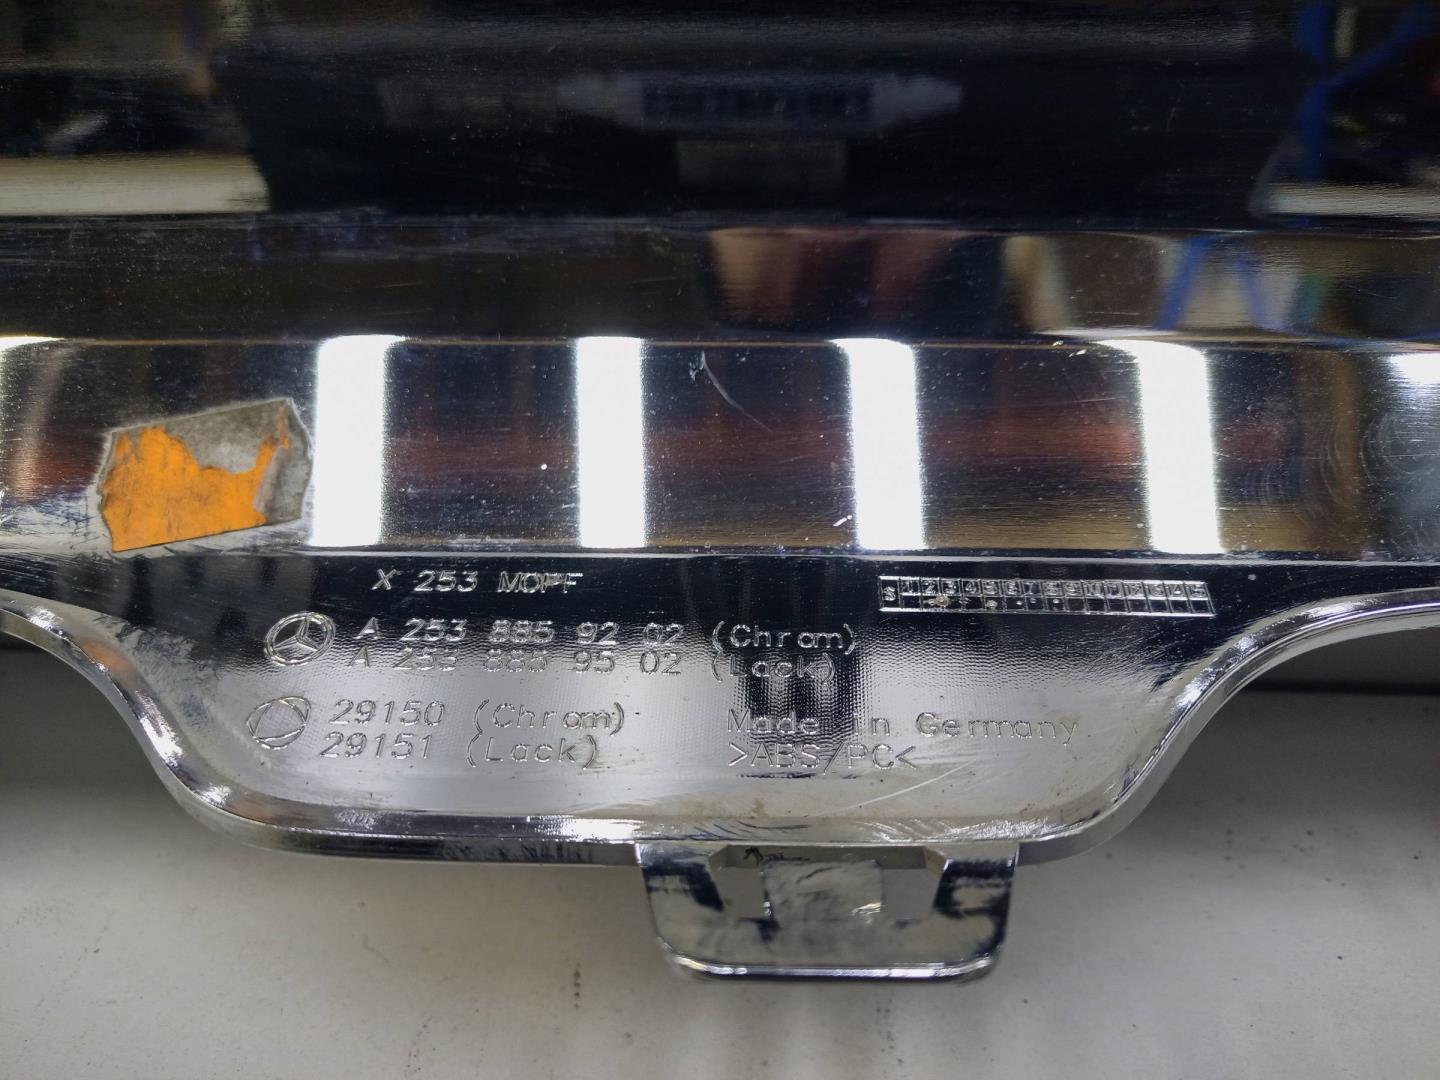 X 253 MOPF
A 253 885 92 02 (Chrom)
A 253 885 95 02 (Lack)
29150 (Chrom)
29151 (Lack)
Made in Germany
>ABS/PC<